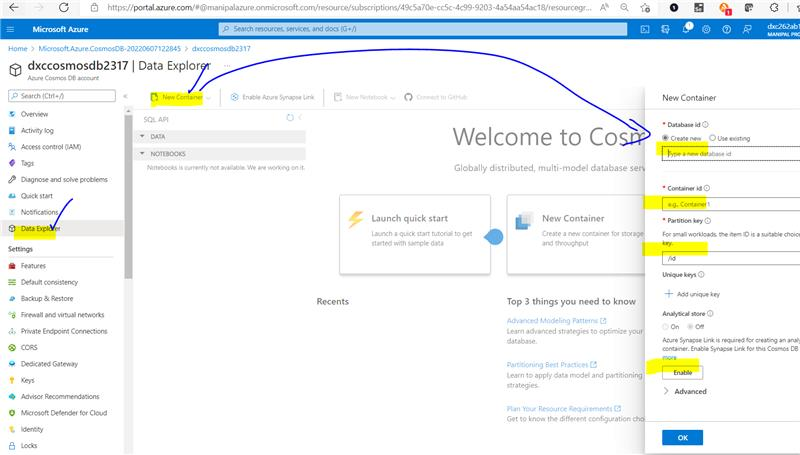 https://portal.azure.com/#@manipalazure.onmicrosoft.com/resource/subscriptions/49c5a70e-cc5c-4c99-9203-4a54aa54ac18/resourcegr...
Microsoft Azure
Search resources, services, and docs (G+/)
dxc262ab1
MANIPAL PRO
Home > Microsoft.Azure.CosmosDB-20220607122845 > dxccosmosdb2317
dxccosmosdb2317 | Data Explorer ...
Azure Cosmos DB account
Search (Ctrl+/)
Overview
Activity log
Access control (IAM)
Tags
Diagnose and solve problems
Quick start
Notifications
Data Explorer
Settings
Features
Default consistency
Backup & Restore
Firewall and virtual networks
Private Endpoint Connections
CORS
Dedicated Gateway
Keys
Advisor Recommendations
Microsoft Defender for Cloud
Identity
Locks
New Container
Enable Azure Synapse Link
New Notebook
Connect to GitHub
SQL API
DATA
NOTEBOOKS
Notebooks is currently not available. We are working on it.
Welcome to Cosm
Globally distributed, multi-model database serv
Launch quick start
Launch a quick start tutorial to get
started with sample data
New Container
Create a new container for storage
and throughput
Recents
Top 3 things you need to know
Advanced Modeling Patterns
Learn advanced strategies to optimize your
database.
Partitioning Best Practices
Learn to apply data model and partitioning
strategies.
Plan Your Resource Requirements
Get to know the different configuration choic
New Container
* Database id
Create new
Use existing
Type a new database id
* Container id
e.g., Container1
* Partition key
For small workloads, the item ID is a suitable choice
key.
/id
Unique keys
Add unique key
Analytical store
On
Off
Azure Synapse Link is required for creating an analy
container. Enable Synapse Link for this Cosmos DB
more
Enable
Advanced
OK